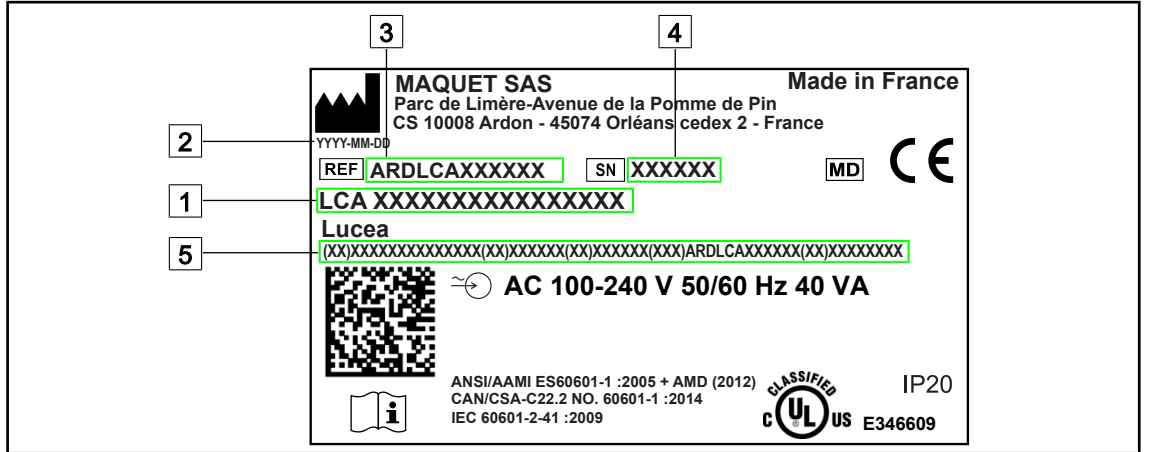 3 4
MAQUET SAS Made in France
Parc de Limère-Avenue de la Pomme de Pin
CS 10008 Ardon - 45074 Orléans cedex 2 - France
2 YYYY-MM-DD
REF ARDLCAXXXXXX SN XXXXXX MD CE
1 LCA XXXXXXXXXXXXXXXX
Lucea
5 (XX)XXXXXXXXXXXXXX(XX)XXXXXX(XX)XXXXXX(XXX)ARDLCAXXXXXX(XX)XXXXXXXX
AC 100-240 V 50/60 Hz 40 VA
ANSI/AAMI ES60601-1 :2005 + AMD (2012)
CAN/CSA-C22.2 NO. 60601-1 :2014
IEC 60601-2-41 :2009
i
CLASSIFIED
C UL US E346609
IP20